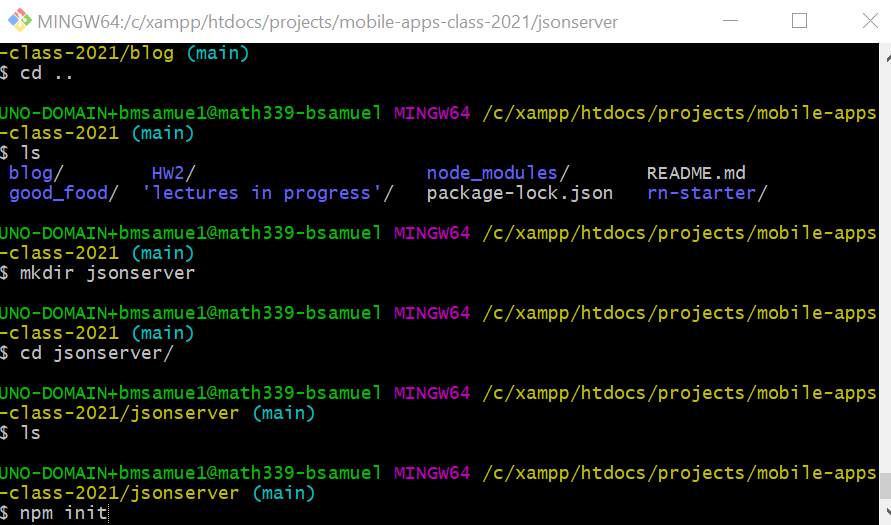 MINGW64:/c/xampp/htdocs/projects/mobile-apps-class-2021/jsonserver
-class-2021/blog (main)
$ cd ..
UNO-DOMAIN+bmsamue1@math339-bsamuel MINGW64 /c/xampp/htdocs/projects/mobile-apps
-class-2021 (main)
$ ls
blog/ HW2/ node_modules/ README.md
good_food/ 'lectures in progress'/ package-lock.json rn-starter/
UNO-DOMAIN+bmsamue1@math339-bsamuel MINGW64 /c/xampp/htdocs/projects/mobile-apps
-class-2021 (main)
$ mkdir jsonserver
UNO-DOMAIN+bmsamue1@math339-bsamuel MINGW64 /c/xampp/htdocs/projects/mobile-apps
-class-2021 (main)
$ cd jsonserver/
UNO-DOMAIN+bmsamue1@math339-bsamuel MINGW64 /c/xampp/htdocs/projects/mobile-apps
-class-2021/jsonserver (main)
$ ls
UNO-DOMAIN+bmsamue1@math339-bsamuel MINGW64 /c/xampp/htdocs/projects/mobile-apps
-class-2021/jsonserver (main)
$ npm init